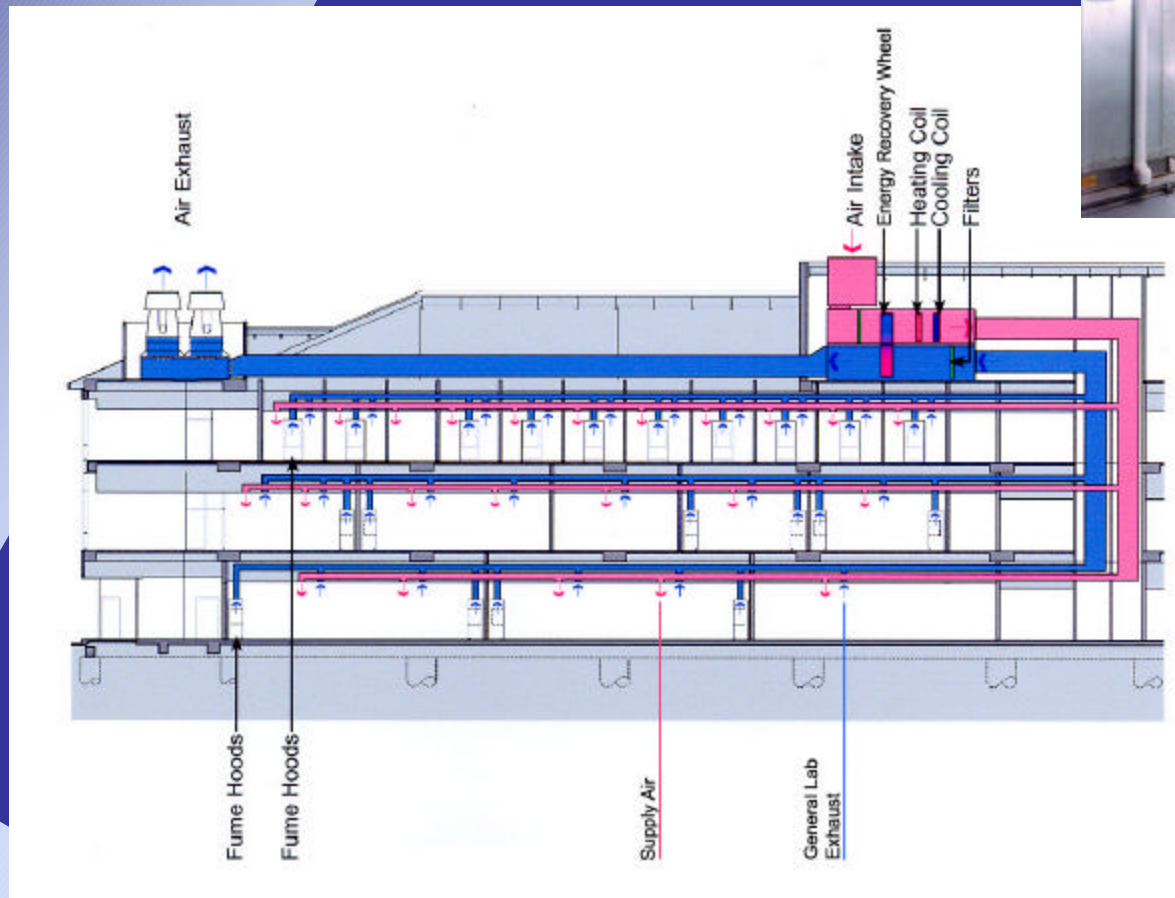 Air Exhaust
Air Intake
Energy Recovery Wheel
Heating Coil
Cooling Coil
Filters
Fume Hoods
Fume Hoods
Supply Air
General Lab
Exhaust